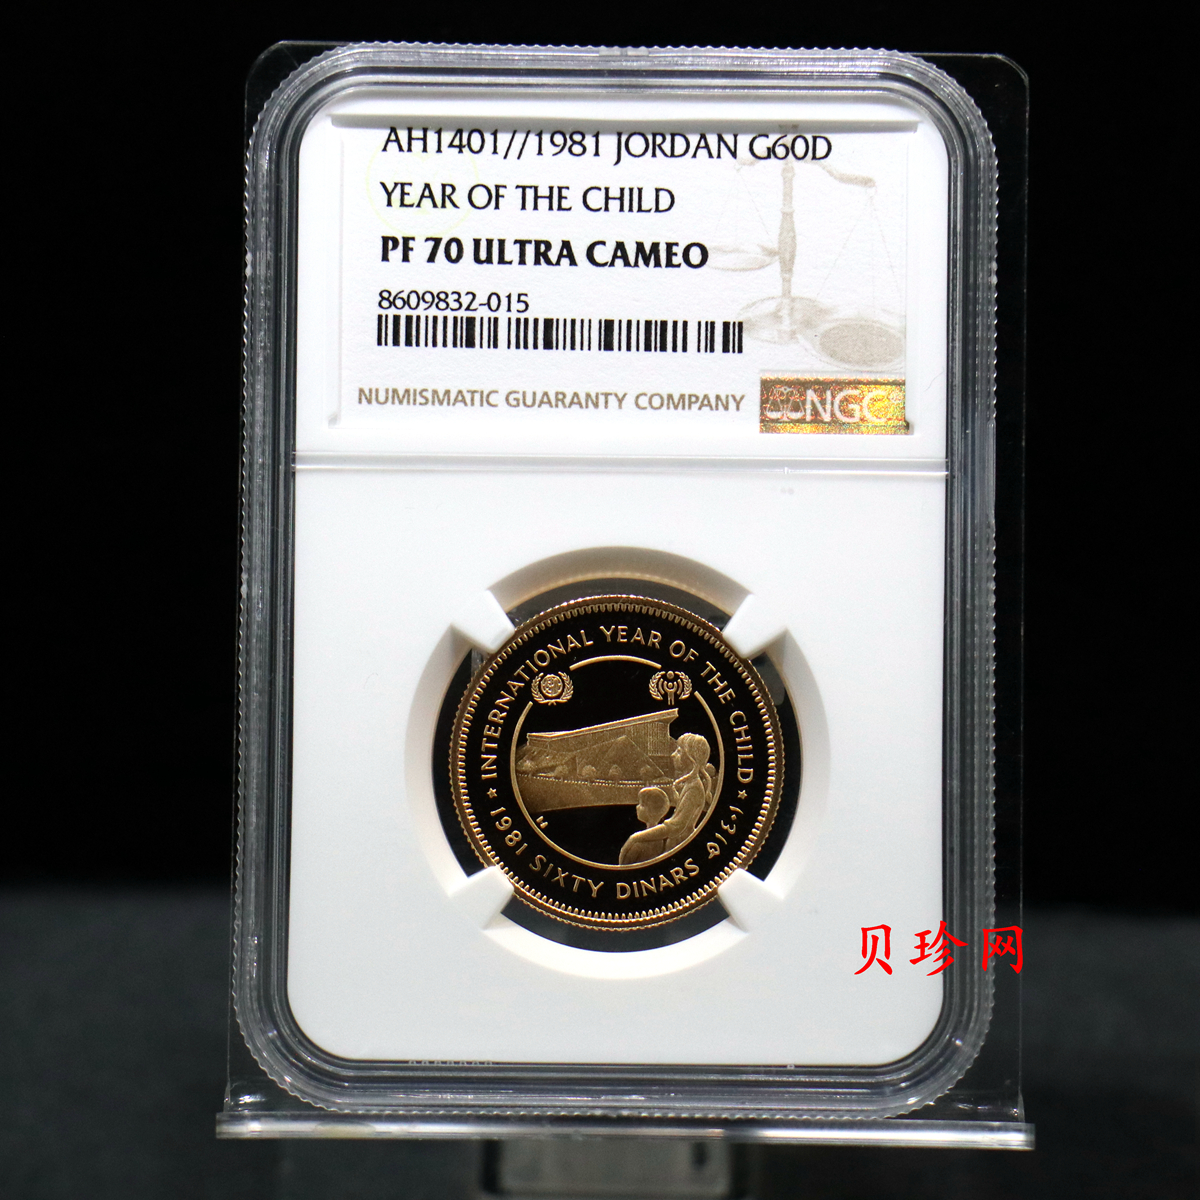 AH1401//1981 JORDAN G60D
YEAR OF THE CHILD
PF 70 ULTRA CAMEO
8609832-015
NUMISMATIC GUARANTY COMPANY
NGC
★ INTERNATIONAL YEAR OF THE CHILD ★
1981 SIXTY DINARS
贝珍网